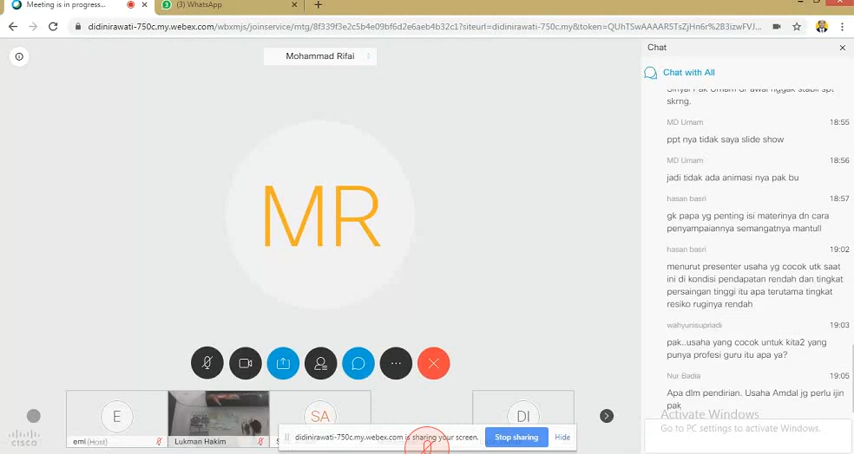 Meeting is in progress...
(3) WhatsApp
didinirawati-750c.my.webex.com/wbxmjs/joinservice/mtg/8f339f3e2c5b4e09bf6d2e6aeb4b32c1?siteurl=didinirawati-750c.my&token=QUhTSwAAAARSTsZjHn6r%2B3izwFVJ...
Mohammad Rifai
Chat
Chat with All
Sinyal Pak Umam dr awal nggak stabil spt
skrng.
MD Umam 18:55
ppt nya tidak saya slide show
MD Umam 18:56
jadi tidak ada animasi nya pak bu
hasan basri 18:57
gk papa yg penting isi materinya dn cara
penyampaiannya semangatnya mantull
hasan basri 19:02
menurut presenter usaha yg cocok utk saat
ini di kondisi pendapatan rendah dan tingkat
persaingan tinggi itu apa terutama tingkat
resiko ruginya rendah
wahyunisupriadi 19:03
pak..usaha yang cocok untuk kita2 yang
punya profesi guru itu apa ya?
Nur Badia 19:05
Apa dlm pendirian. Usaha Amdal jg perlu ijin
pak
Activate Windows
Go to PC settings to activate Windows.
MR
E
SA
DI
emi (Host)
Lukman Hakim
didinirawati-750c.my.webex.com is sharing your screen.
Stop sharing
Hide
CISCO